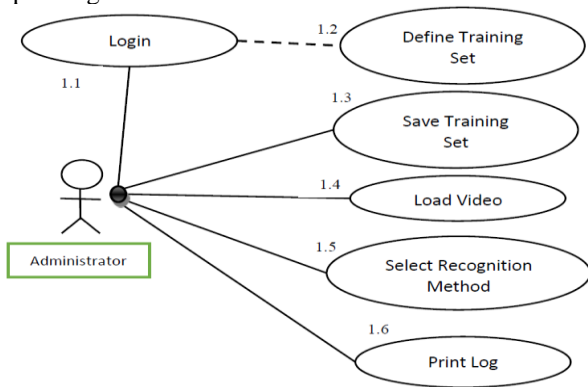 Login
1.2
Define Training
Set
1.1
1.3
Save Training
Set
1.4
Load Video
1.5
Select Recognition
Method
Administrator
1.6
Print Log